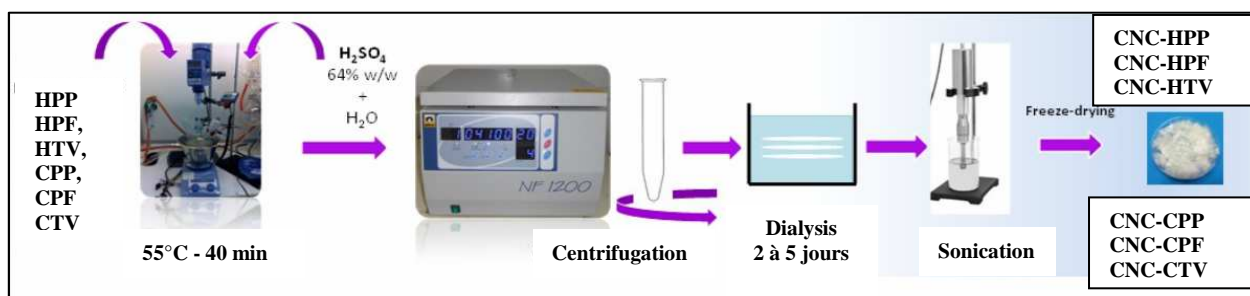 HPP
HPF,
HTV,
CPP,
CPF
CTV
55°C - 40 min
H₂SO₄
64% w/w
+
H₂O
NF 1200
Centrifugation
Dialysis
2 à 5 jours
Sonication
Freeze-drying
CNC-HPP
CNC-HPF
CNC-HTV
CNC-CPP
CNC-CPF
CNC-CTV